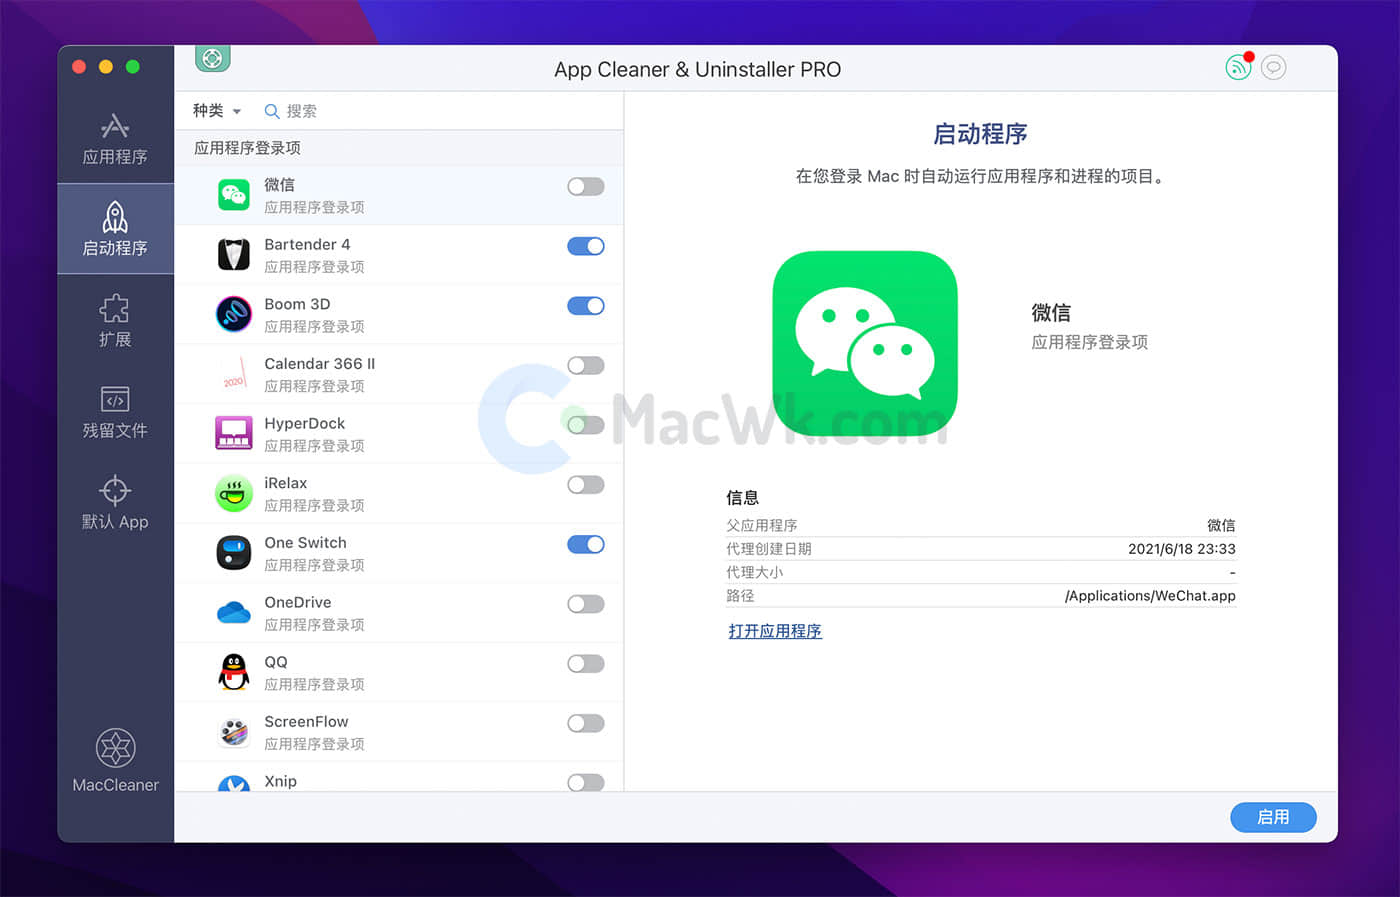 App Cleaner & Uninstaller PRO
应用程序
启动程序
扩展
残留文件
默认 App
MacCleaner
种类
搜索
应用程序登录项
微信
应用程序登录项
Bartender 4
应用程序登录项
Boom 3D
应用程序登录项
Calendar 366 II
应用程序登录项
2020
HyperDock
应用程序登录项
iRelax
应用程序登录项
One Switch
应用程序登录项
OneDrive
应用程序登录项
QQ
应用程序登录项
ScreenFlow
应用程序登录项
Xnip
启动程序
在您登录 Mac 时自动运行应用程序和进程的项目。
微信
应用程序登录项
MacWk.com
信息
父应用程序 微信
代理创建日期 2021/6/18 23:33
代理大小 -
路径 /Applications/WeChat.app
打开应用程序
启用